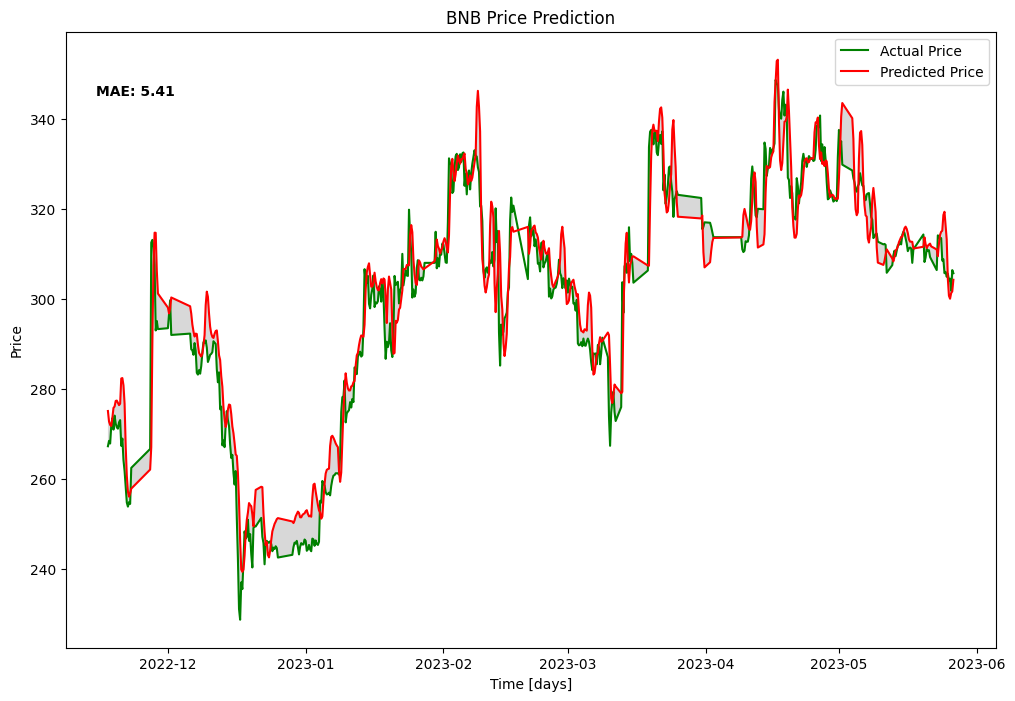 BNB Price Prediction
Actual Price
Predicted Price
MAE: 5.41
Price
340
320
300
280
260
240
2022-12
2023-01
2023-02
2023-03
2023-04
2023-05
2023-06
Time [days]